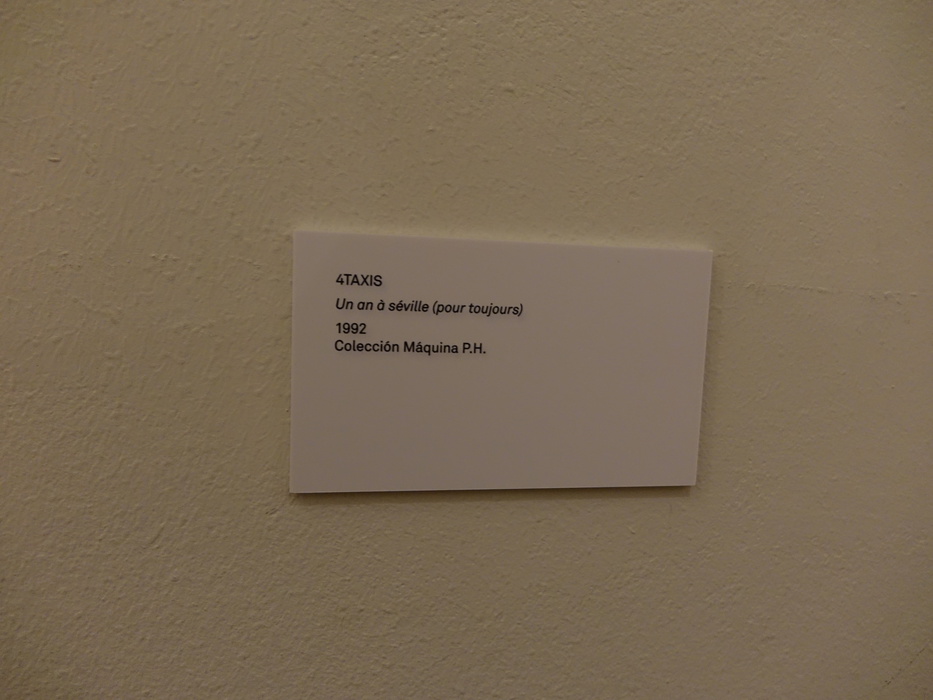 4TAXIS
Un an à séville (pour toujours)
1992
Colección Máquina P.H.